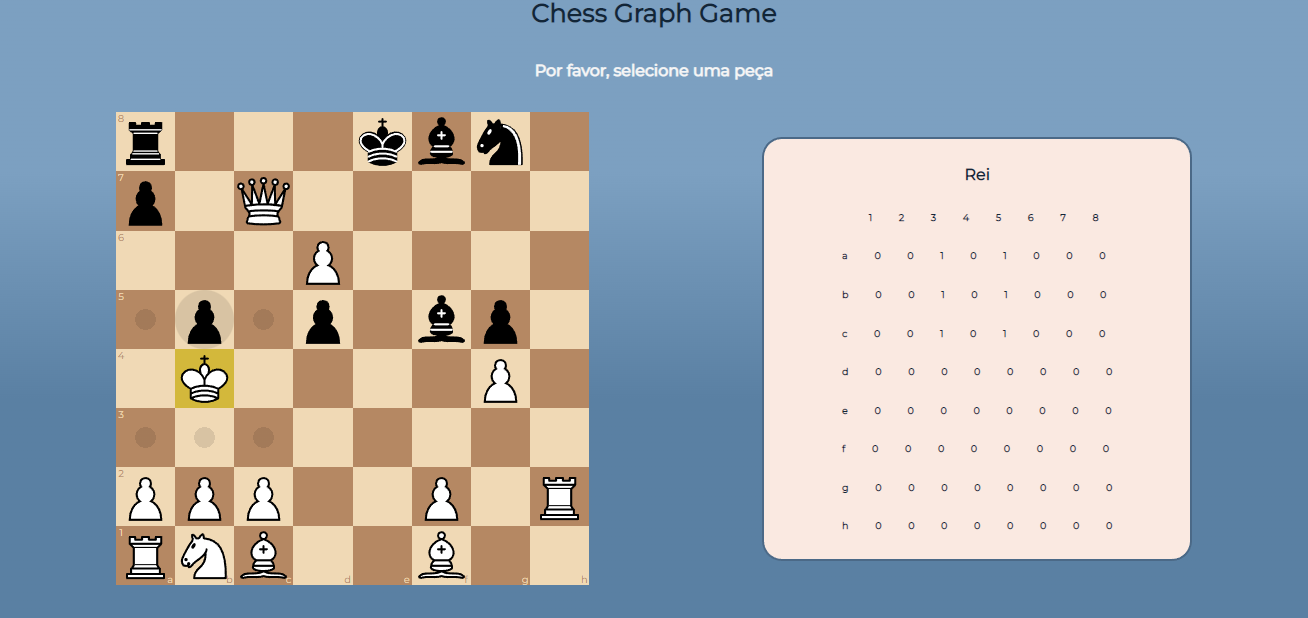 Chess Graph Game
Por favor, selecione uma peça
8
7
6
5
4
3
2
1
a b c d e f g h
Rei
1 2 3 4 5 6 7 8
a 0 0 1 0 1 0 0 0
b 0 0 1 0 1 0 0 0
c 0 0 1 0 1 0 0 0
d 0 0 0 0 0 0 0 0
e 0 0 0 0 0 0 0 0
f 0 0 0 0 0 0 0 0
g 0 0 0 0 0 0 0 0
h 0 0 0 0 0 0 0 0